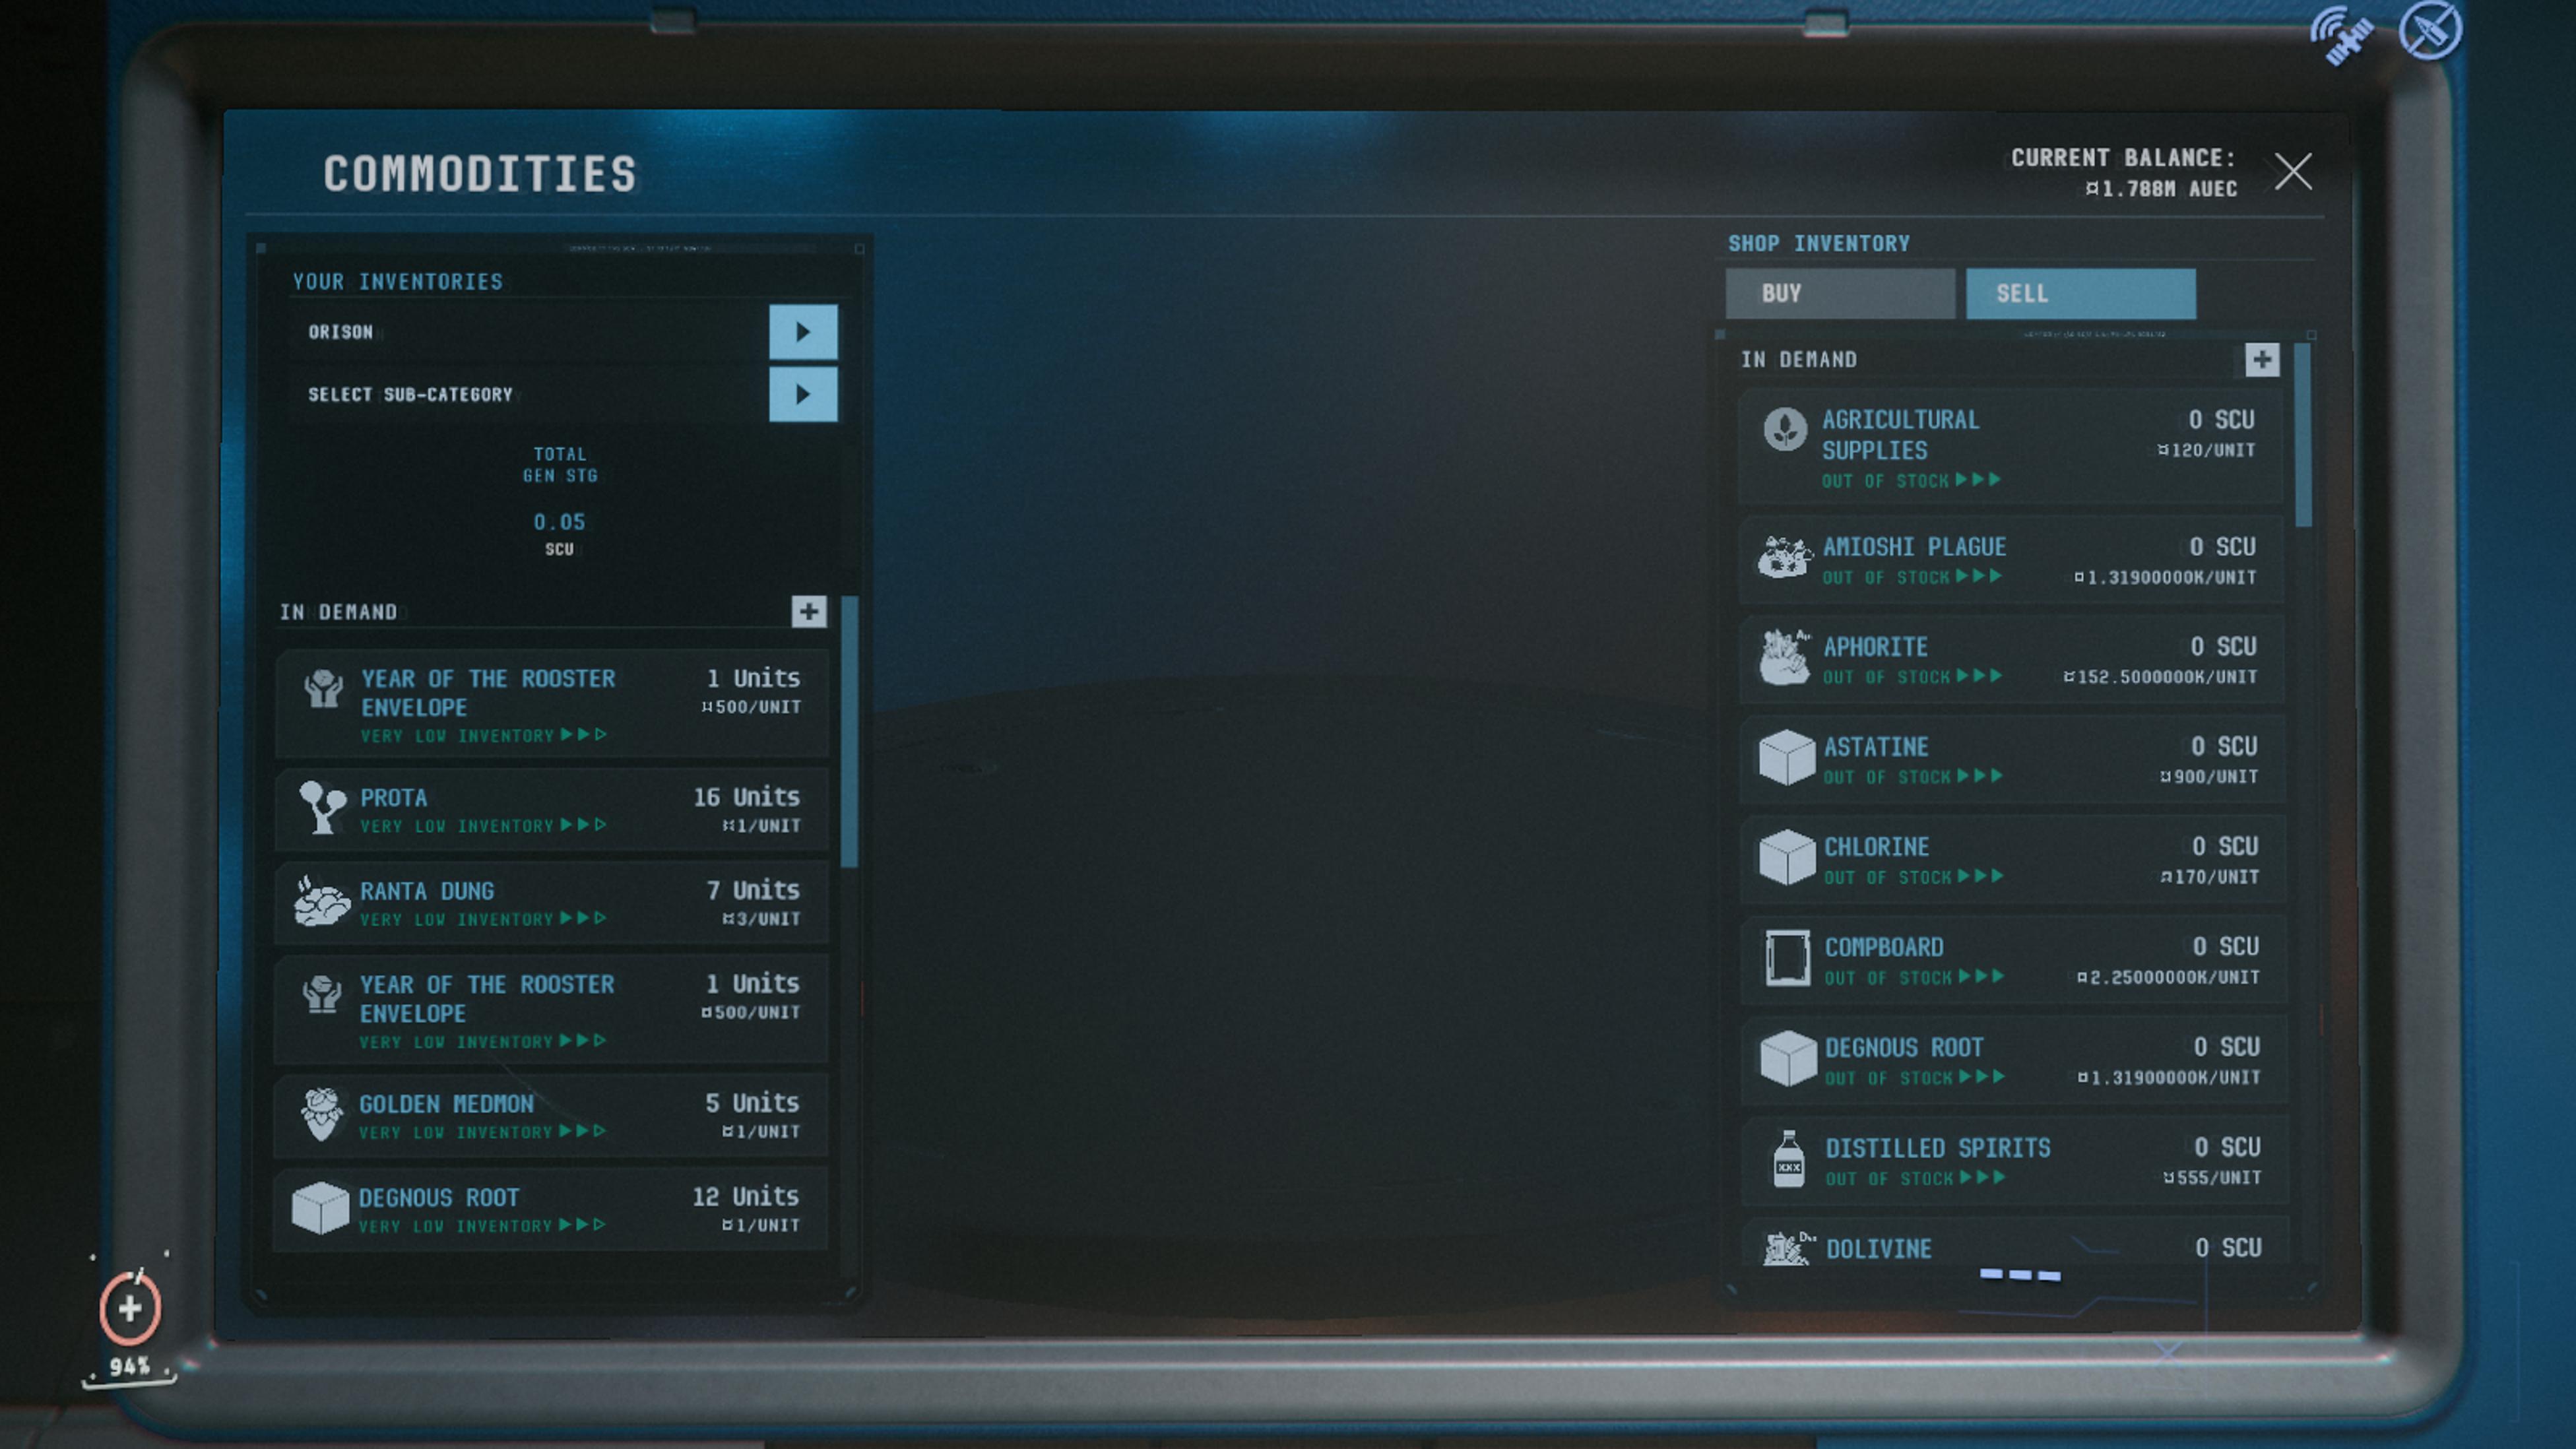 COMMODITIES
CURRENT BALANCE:
¤1.788M AUEC
YOUR INVENTORIES
ORISON
SELECT SUB-CATEGORY
TOTAL
GEN STG
0.05
SCU
IN DEMAND
YEAR OF THE ROOSTER 1 Units
ENVELOPE ¤500/UNIT
VERY LOW INVENTORY
PROTA 16 Units
VERY LOW INVENTORY ¤1/UNIT
RANTA DUNG 7 Units
VERY LOW INVENTORY ¤3/UNIT
YEAR OF THE ROOSTER 1 Units
ENVELOPE ¤500/UNIT
VERY LOW INVENTORY
GOLDEN MEDMON 5 Units
VERY LOW INVENTORY ¤1/UNIT
DEGNOUS ROOT 12 Units
VERY LOW INVENTORY ¤1/UNIT
SHOP INVENTORY
BUY SELL
IN DEMAND
AGRICULTURAL 0 SCU
SUPPLIES ¤120/UNIT
OUT OF STOCK
AMIOSHI PLAGUE 0 SCU
OUT OF STOCK ¤1.31900000K/UNIT
APHORITE 0 SCU
OUT OF STOCK ¤152.5000000K/UNIT
ASTATINE 0 SCU
OUT OF STOCK ¤900/UNIT
CHLORINE 0 SCU
OUT OF STOCK ¤170/UNIT
COMPBOARD 0 SCU
OUT OF STOCK ¤2.25000000K/UNIT
DEGNOUS ROOT 0 SCU
OUT OF STOCK ¤1.31900000K/UNIT
XXX
DISTILLED SPIRITS 0 SCU
OUT OF STOCK ¤555/UNIT
DOLIVINE 0 SCU
94%